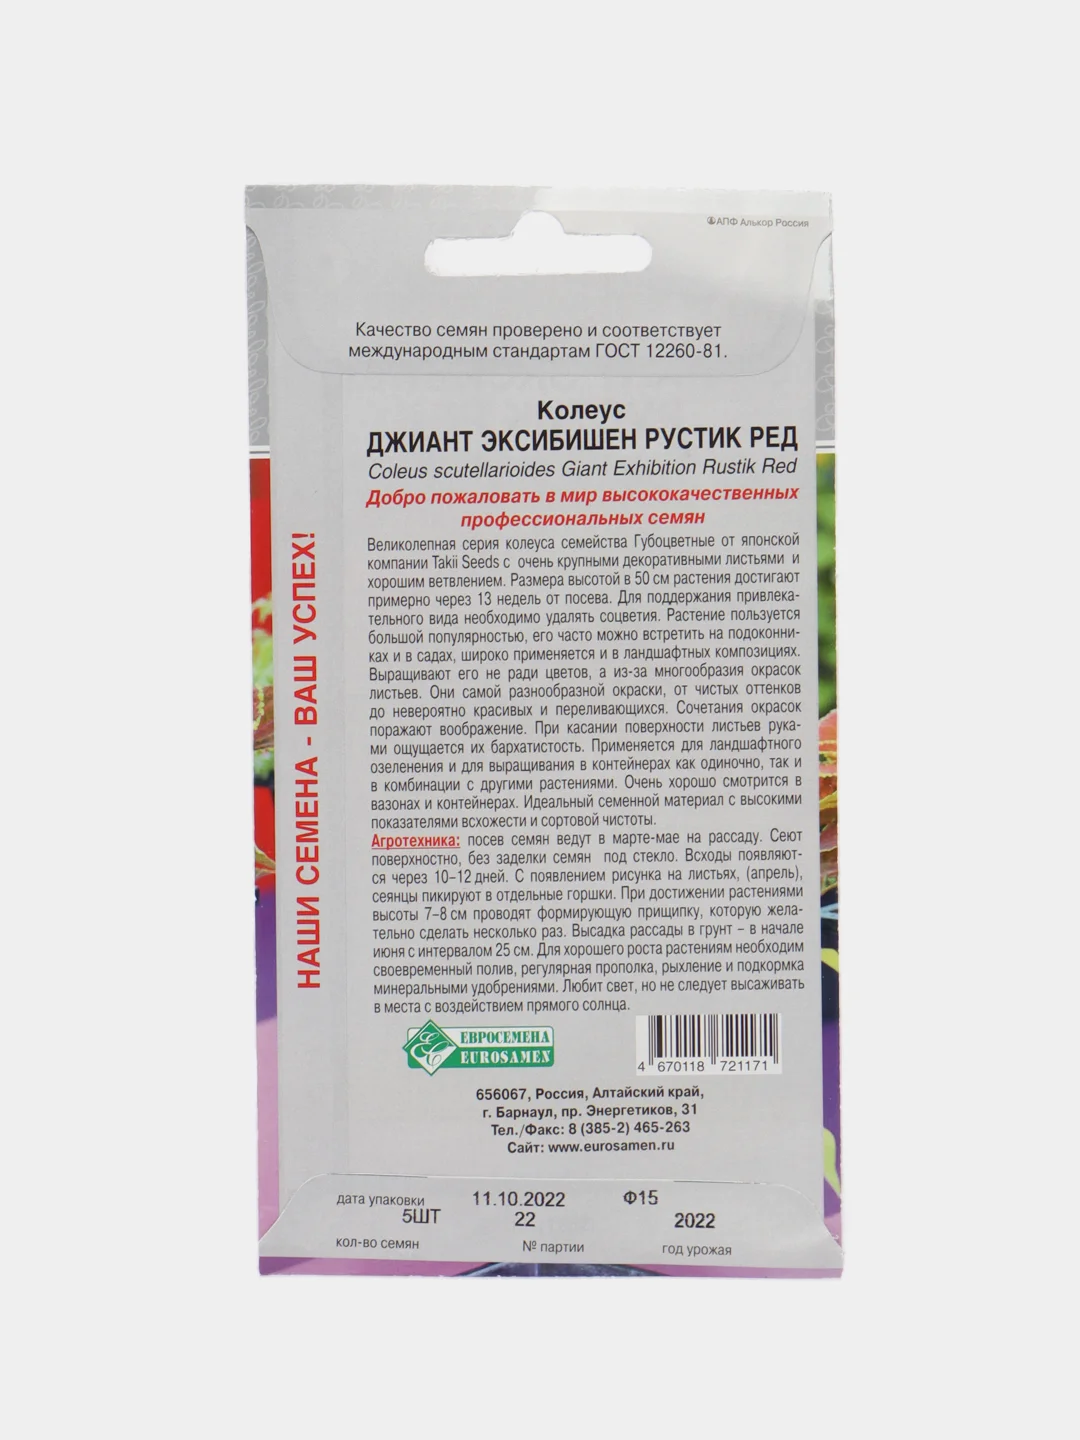 АПФ Алькор Россия
Качество семян проверено и соответствует
международным стандартам ГОСТ 12260-81.
Колеус
ДЖИАНТ ЭКСИБИШЕН РУСТИК РЕД
Coleus scutellarioides Giant Exhibition Rustik Red
Добро пожаловать в мир высококачественных
профессиональных семян
Великолепная серия колеуса семейства Губоцветные от японской
компании Takii Seeds с очень крупными декоративными листьями и
хорошим ветвлением. Размера высотой в 50 см растения достигают
примерно через 13 недель от посева. Для поддержания привлека-
тельного вида необходимо удалять соцветия. Растение пользуется
большой популярностью, его часто можно встретить на подоконни-
ках и в садах, широко применяется и в ландшафтных композициях.
Выращивают его не ради цветов, а из-за многообразия окрасок
листьев. Они самой разнообразной окраски, от чистых оттенков
до невероятно красивых и переливающихся. Сочетания окрасок
поражают воображение. При касании поверхности листьев рука-
ми ощущается их бархатистость. Применяется для ландшафтного
озеленения и для выращивания в контейнерах как одиночно, так и
в комбинации с другими растениями. Очень хорошо смотрится в
вазонах и контейнерах. Идеальный семенной материал с высокими
показателями всхожести и сортовой чистоты.
Агротехника: посев семян ведут в марте-мае на рассаду. Сеют
поверхностно, без заделки семян под стекло. Всходы появляют-
ся через 10–12 дней. С появлением рисунка на листьях, (апрель),
сеянцы пикируют в отдельные горшки. При достижении растениями
высоты 7–8 см проводят формирующую прищипку, которую жела-
тельно сделать несколько раз. Высадка рассады в грунт – в начале
июня с интервалом 25 см. Для хорошего роста растениям необходим
своевременный полив, регулярная прополка, рыхление и подкормка
минеральными удобрениями. Любит свет, но не следует высаживать
в места с воздействием прямого солнца.
НАШИ СЕМЕНА - ВАШ УСПЕХ!
ЕВРОСЕМЕНА
EUROSAMEN
4 670118 721171
656067, Россия, Алтайский край,
г. Барнаул, пр. Энергетиков, 31
Тел./Факс: 8 (385-2) 465-263
Сайт: www.eurosamen.ru
дата упаковки 11.10.2022 Ф15
5ШТ 22 2022
кол-во семян № партии год урожая